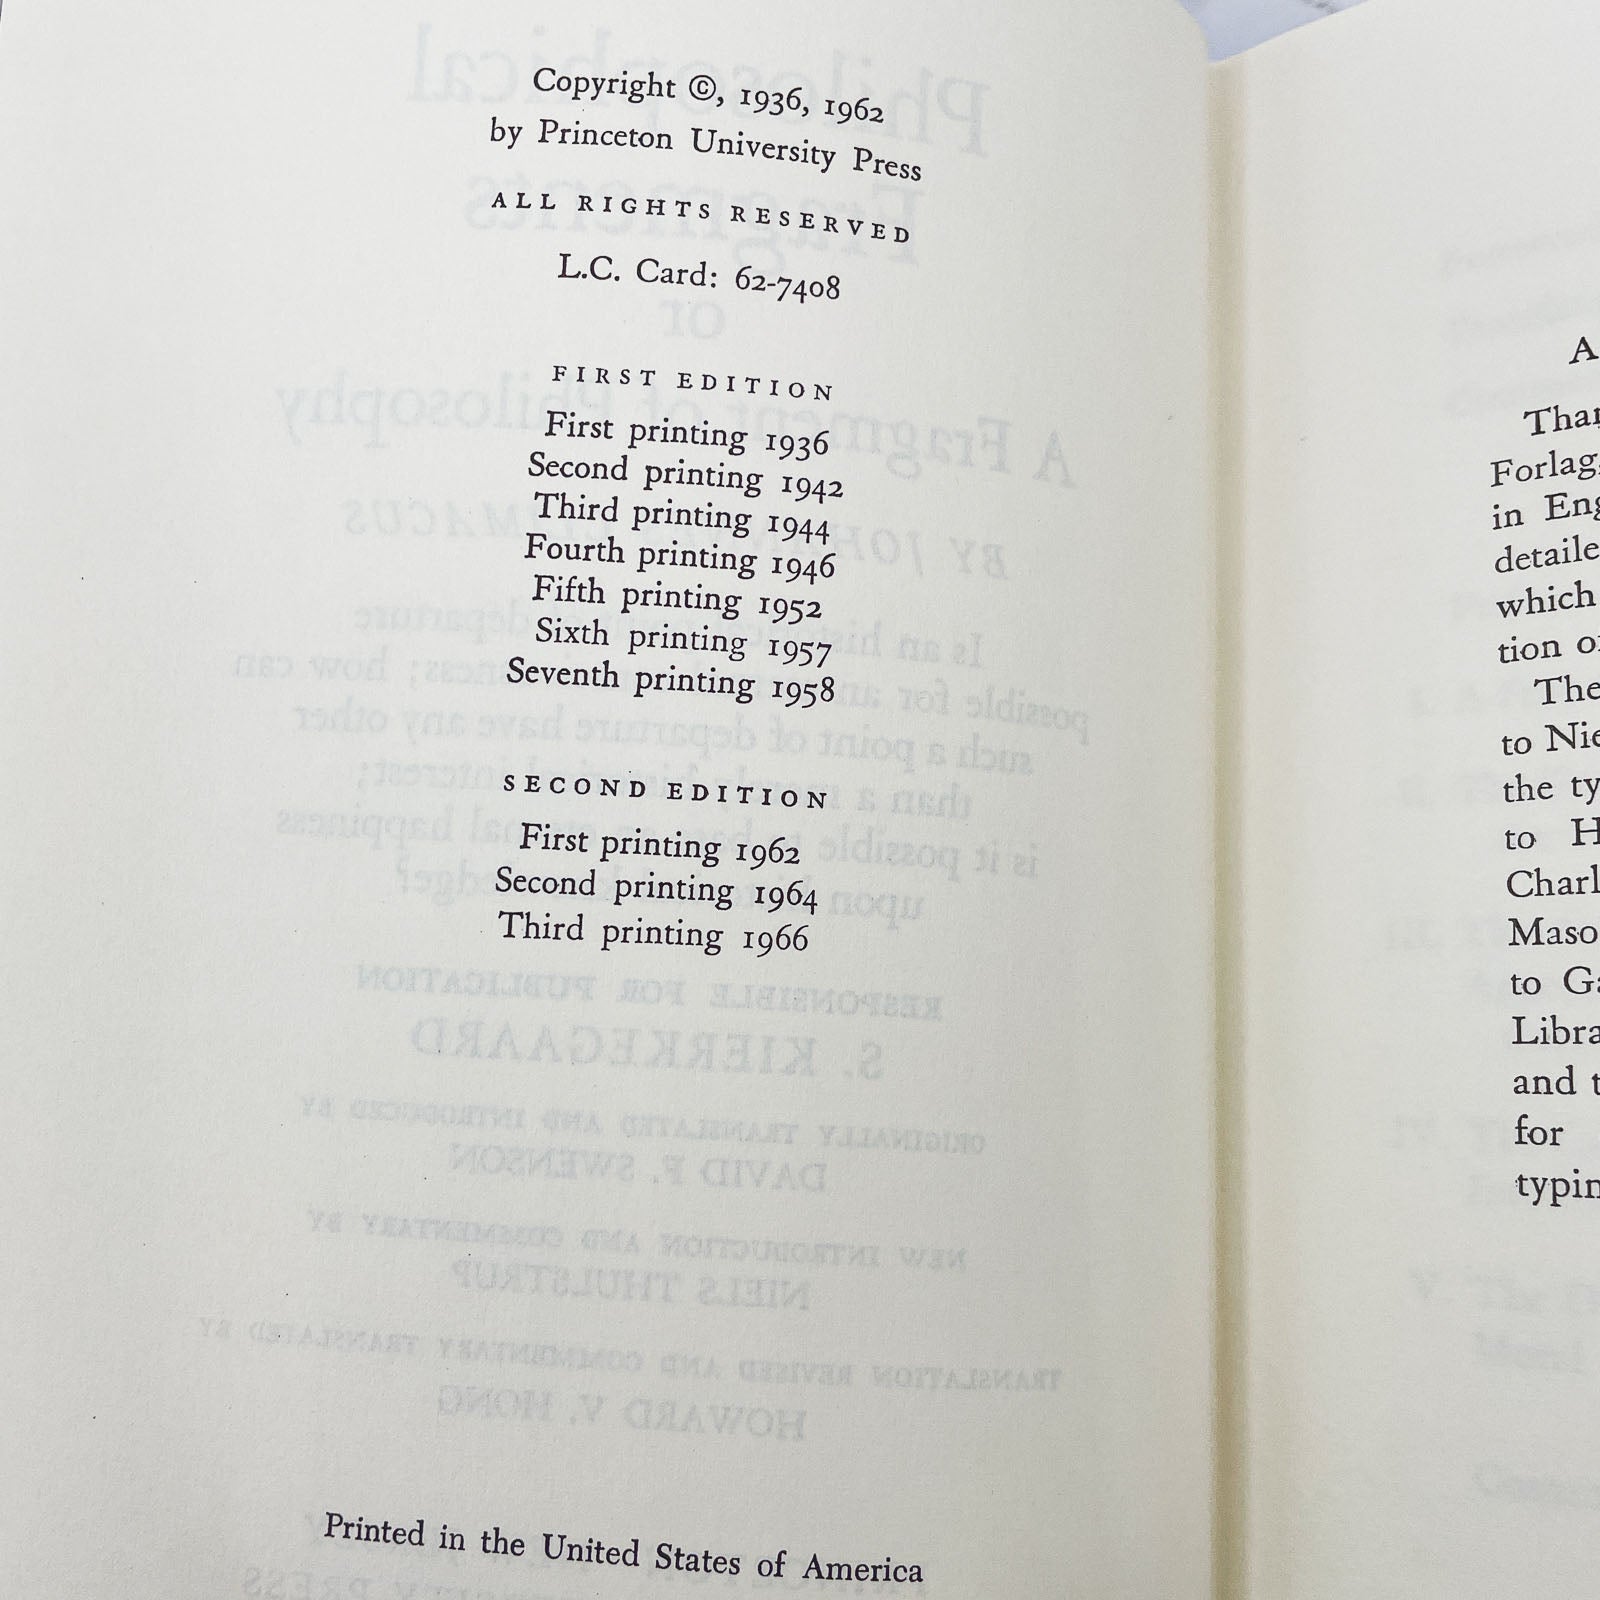 Copyright ©, 1936, 1962
by Princeton University Press
ALL RIGHTS RESERVED
L.C. Card: 62-7408
FIRST EDITION
First printing 1936
Second printing 1942
Third printing 1944
Fourth printing 1946
Fifth printing 1952
Sixth printing 1957
Seventh printing 1958
SECOND EDITION
First printing 1962
Second printing 1964
Third printing 1966
Printed in the United States of America
A
Than
Forlag
in Eng
detaile
which
tion o
The
to Nie
the ty
to H
Charl
Maso
to Ga
Libra
and t
for
typin